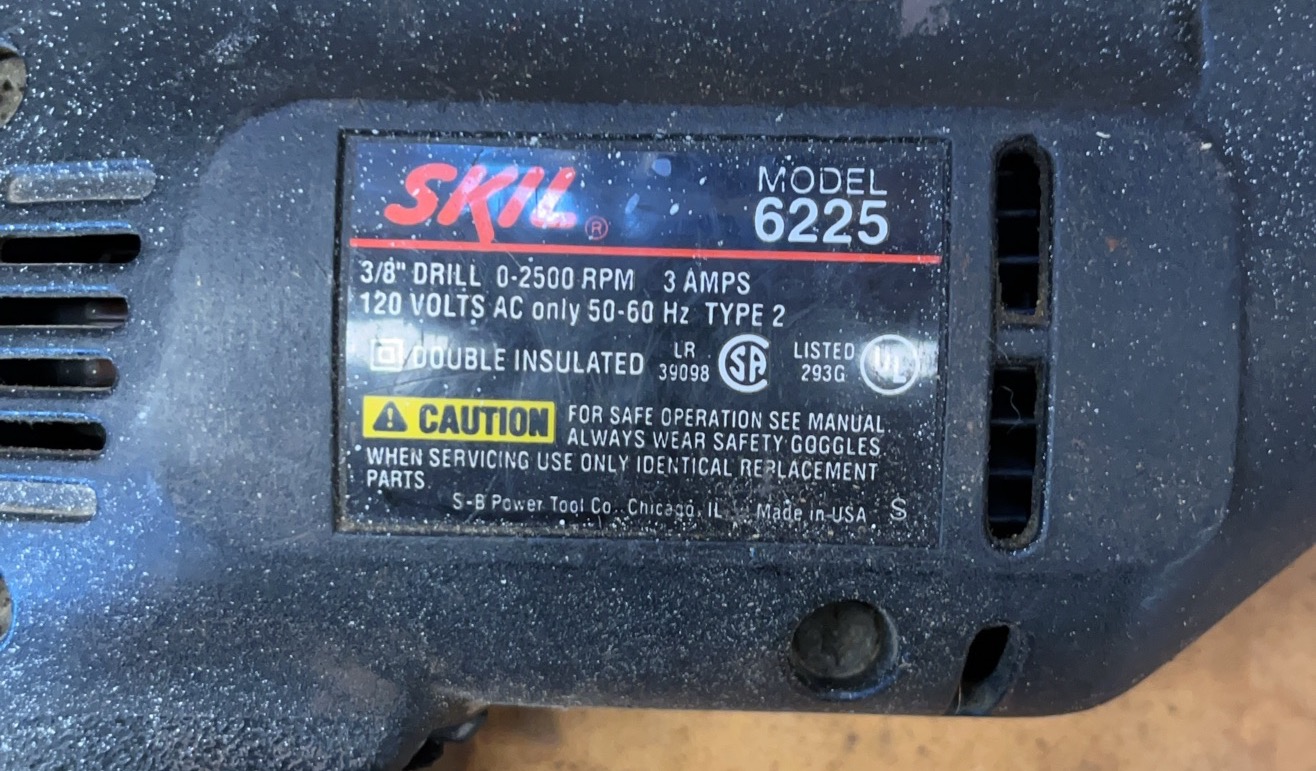 SKIL ® MODEL
6225
3/8" DRILL 0-2500 RPM 3 AMPS
120 VOLTS AC only 50-60 Hz TYPE 2
DOUBLE INSULATED LR 39098 SA LISTED 293G UL
CAUTION FOR SAFE OPERATION SEE MANUAL
ALWAYS WEAR SAFETY GOGGLES
WHEN SERVICING USE ONLY IDENTICAL REPLACEMENT
PARTS
S-B Power Tool Co. Chicago, IL Made in USA S